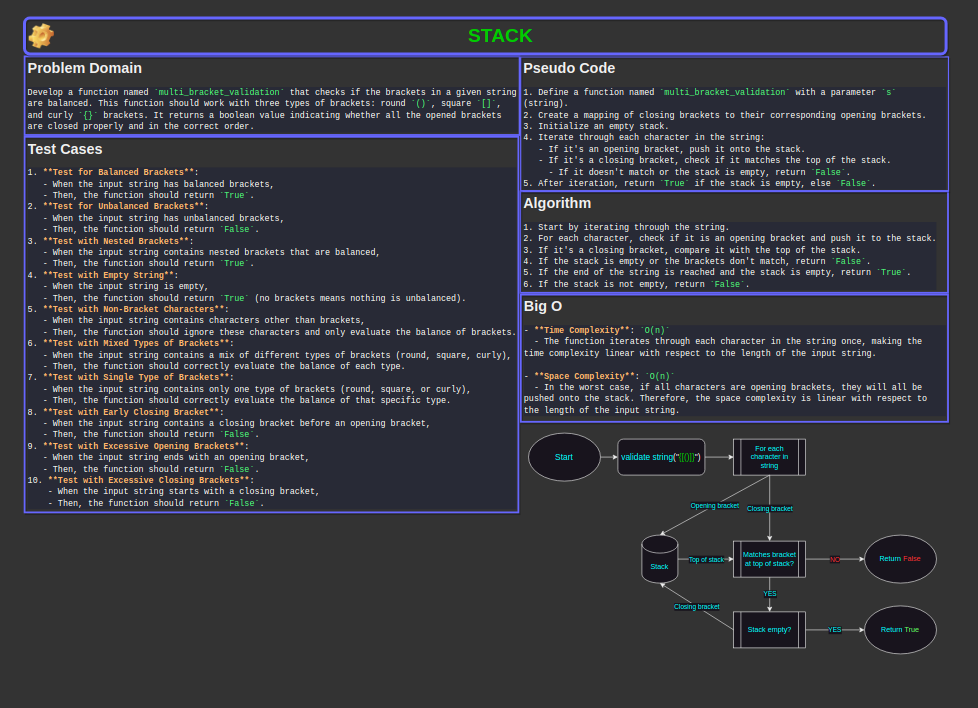 STACK
Problem Domain
Develop a function named `multi_bracket_validation` that checks if the brackets in a given string
are balanced. This function should work with three types of brackets: round `()`, square `[]`,
and curly `{}` brackets. It returns a boolean value indicating whether all the opened brackets
are closed properly and in the correct order.
Test Cases
1. **Test for Balanced Brackets**:
- When the input string has balanced brackets,
- Then, the function should return `True`.
2. **Test for Unbalanced Brackets**:
- When the input string has unbalanced brackets,
- Then, the function should return `False`.
3. **Test with Nested Brackets**:
- When the input string contains nested brackets that are balanced,
- Then, the function should return `True`.
4. **Test with Empty String**:
- When the input string is empty,
- Then, the function should return `True` (no brackets means nothing is unbalanced).
5. **Test with Non-Bracket Characters**:
- When the input string contains characters other than brackets,
- Then, the function should ignore these characters and only evaluate the balance of brackets.
6. **Test with Mixed Types of Brackets**:
- When the input string contains a mix of different types of brackets (round, square, curly),
- Then, the function should correctly evaluate the balance of each type.
7. **Test with Single Type of Brackets**:
- When the input string contains only one type of brackets (round, square, or curly),
- Then, the function should correctly evaluate the balance of that specific type.
8. **Test with Early Closing Bracket**:
- When the input string contains a closing bracket before an opening bracket,
- Then, the function should return `False`.
9. **Test with Excessive Opening Brackets**:
- When the input string ends with an opening bracket,
- Then, the function should return `False`.
10. **Test with Excessive Closing Brackets**:
- When the input string starts with a closing bracket,
- Then, the function should return `False`.
Pseudo Code
1. Define a function named `multi_bracket_validation` with a parameter `s`
(string).
2. Create a mapping of closing brackets to their corresponding opening brackets.
3. Initialize an empty stack.
4. Iterate through each character in the string:
- If it's an opening bracket, push it onto the stack.
- If it's a closing bracket, check if it matches the top of the stack.
- If it doesn't match or the stack is empty, return `False`.
5. After iteration, return `True` if the stack is empty, else `False`.
Algorithm
1. Start by iterating through the string.
2. For each character, check if it is an opening bracket and push it to the stack.
3. If it's a closing bracket, compare it with the top of the stack.
4. If the stack is empty or the brackets don't match, return `False`.
5. If the end of the string is reached and the stack is empty, return `True`.
6. If the stack is not empty, return `False`.
Big O
- **Time Complexity**: `O(n)`
- The function iterates through each character in the string once, making the
time complexity linear with respect to the length of the input string.
- **Space Complexity**: `O(n)`
- In the worst case, if all characters are opening brackets, they will all be
pushed onto the stack. Therefore, the space complexity is linear with respect to
the length of the input string.
Start
validate string("
")
For each
character in
string
Opening bracket
Closing bracket
Stack
Top of stack
Matches bracket
at top of stack?
NO
Return False
YES
Closing bracket
Stack empty?
YES
Return True